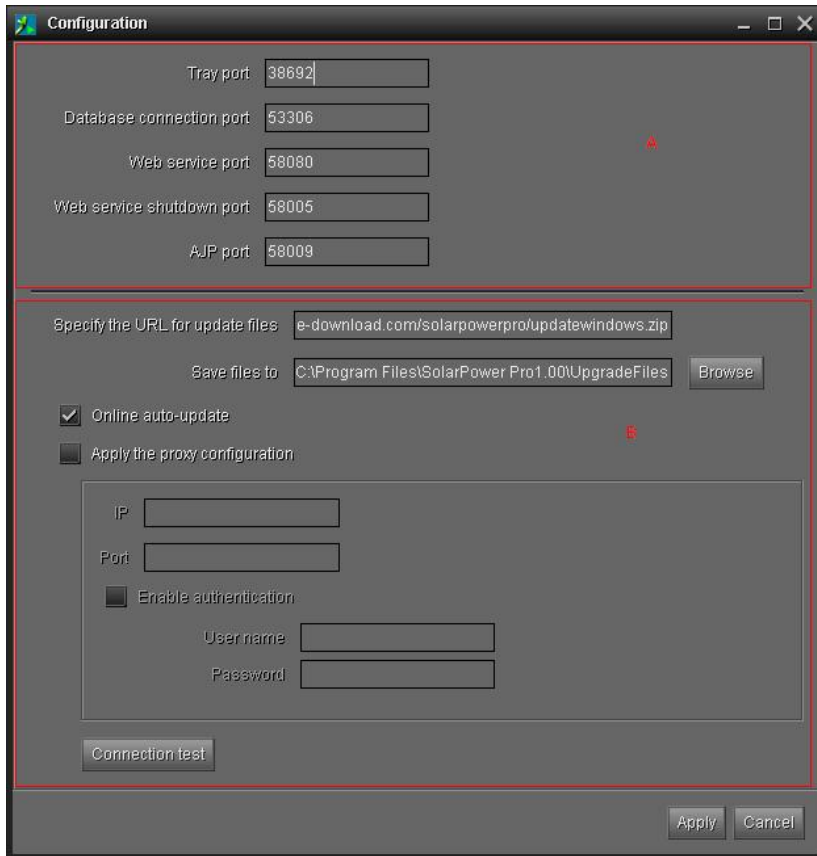 Configuration
Tray port 38692
A
Database connection port 53306
Web service port 58080
Web service shutdown port 58005
AJP port 58009
Specify the URL for update files e-download.com/solarpowerpro/updatewindows.zip
Save files to C:\Program Files\SolarPower Pro1.00\UpgradeFiles Browse
Online auto-update
B
Apply the proxy configuration
IP
Port
Enable authentication
User name
Password
Connection test
Apply Cancel